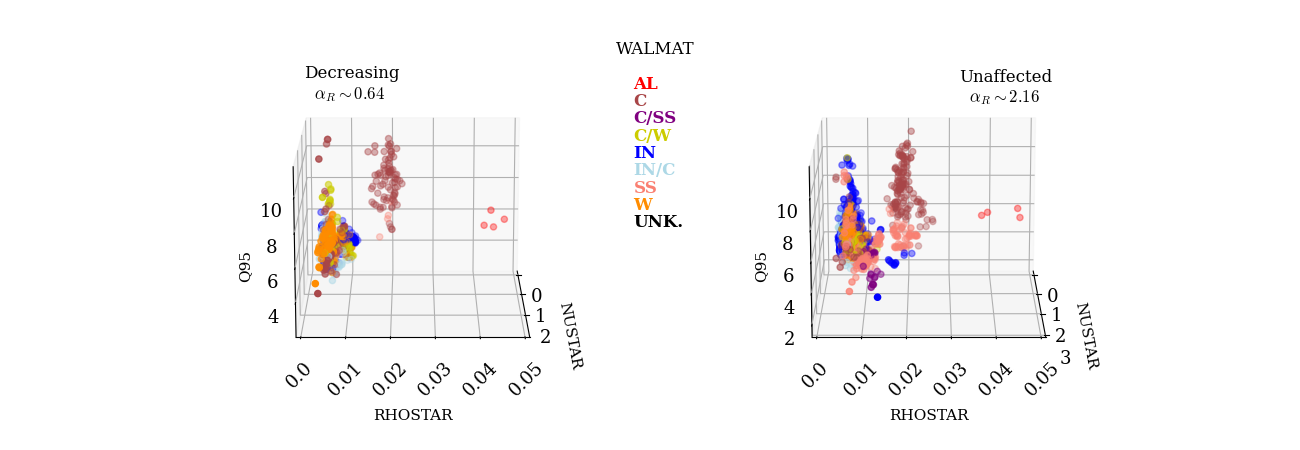 WALMAT
Decreasing
α_R ∼ 0.64
AL
C
C/SS
C/W
IN
IN/C
SS
W
UNK.
Unaffected
α_R ∼ 2.16
10
8
6
4
Q95
0.0
0.01
0.02
0.03
0.04
0.05
RHOSTAR
0
1
2
NUSTAR
10
8
6
4
2
Q95
0.0
0.01
0.02
0.03
0.04
0.05
RHOSTAR
0
1
2
3
NUSTAR